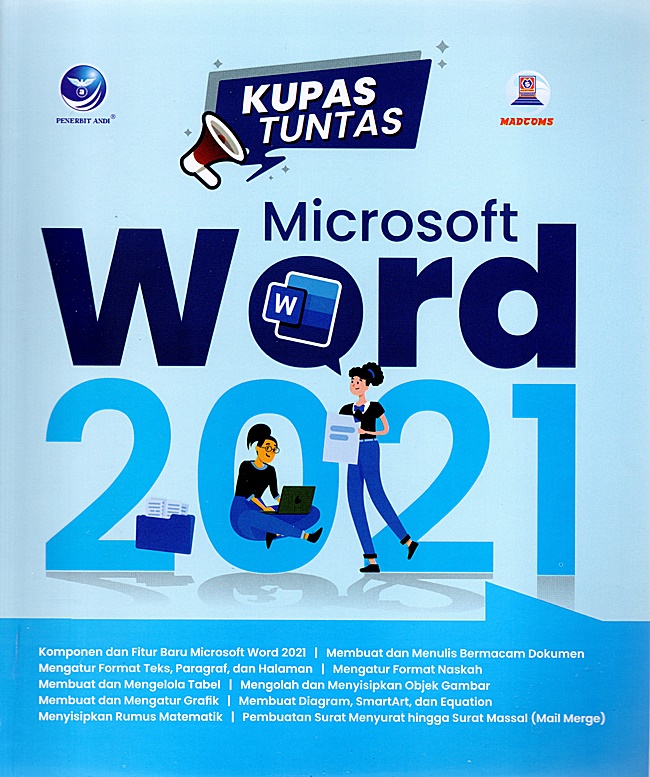 PENERBIT ANDI®
KUPAS
TUNTAS
MADCOMS
Microsoft
Word
W
2021
Komponen dan Fitur Baru Microsoft Word 2021 | Membuat dan Menulis Bermacam Dokumen
Mengatur Format Teks, Paragraf, dan Halaman | Mengatur Format Naskah
Membuat dan Mengelola Tabel | Mengolah dan Menyisipkan Objek Gambar
Membuat dan Mengatur Grafik | Membuat Diagram, SmartArt, dan Equation
Menyisipkan Rumus Matematik | Pembuatan Surat Menyurat hingga Surat Massal (Mail Merge)